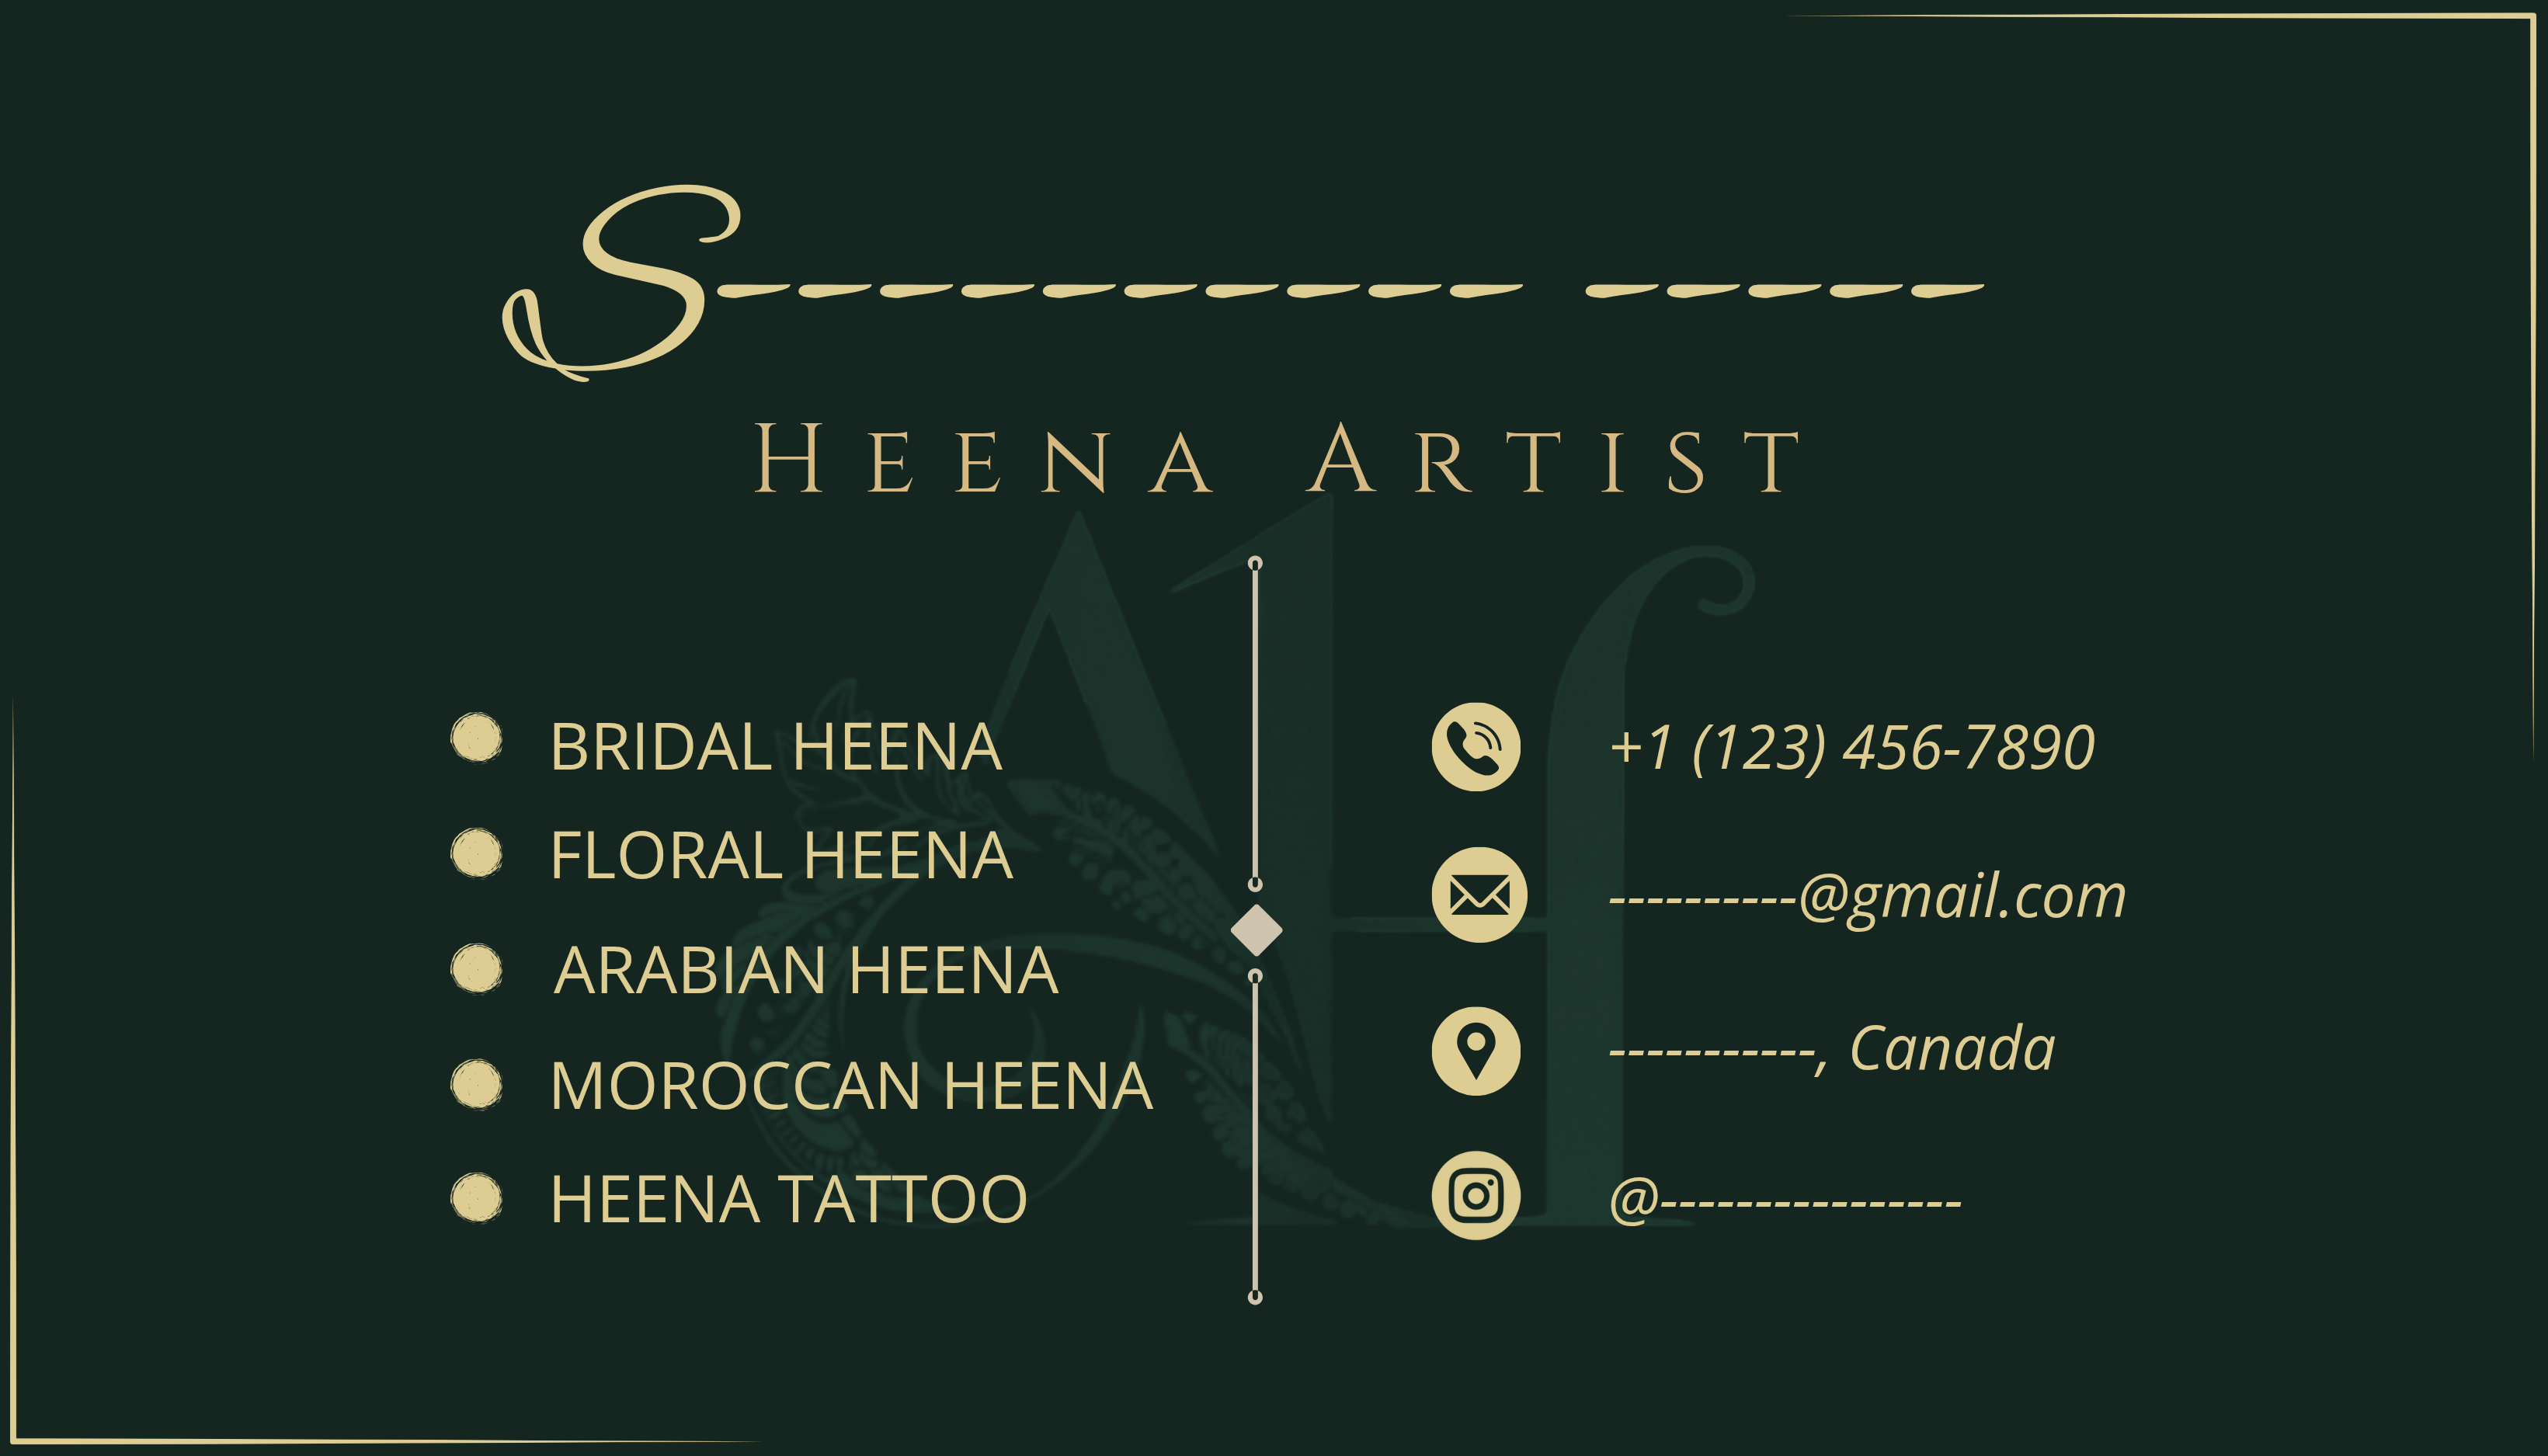 S---------- -----
HEENA ARTIST
BRIDAL HEENA
FLORAL HEENA
ARABIAN HEENA
MOROCCAN HEENA
HEENA TATTOO
+1 (123) 456-7890
----------@gmail.com
-----------, Canada
@----------------